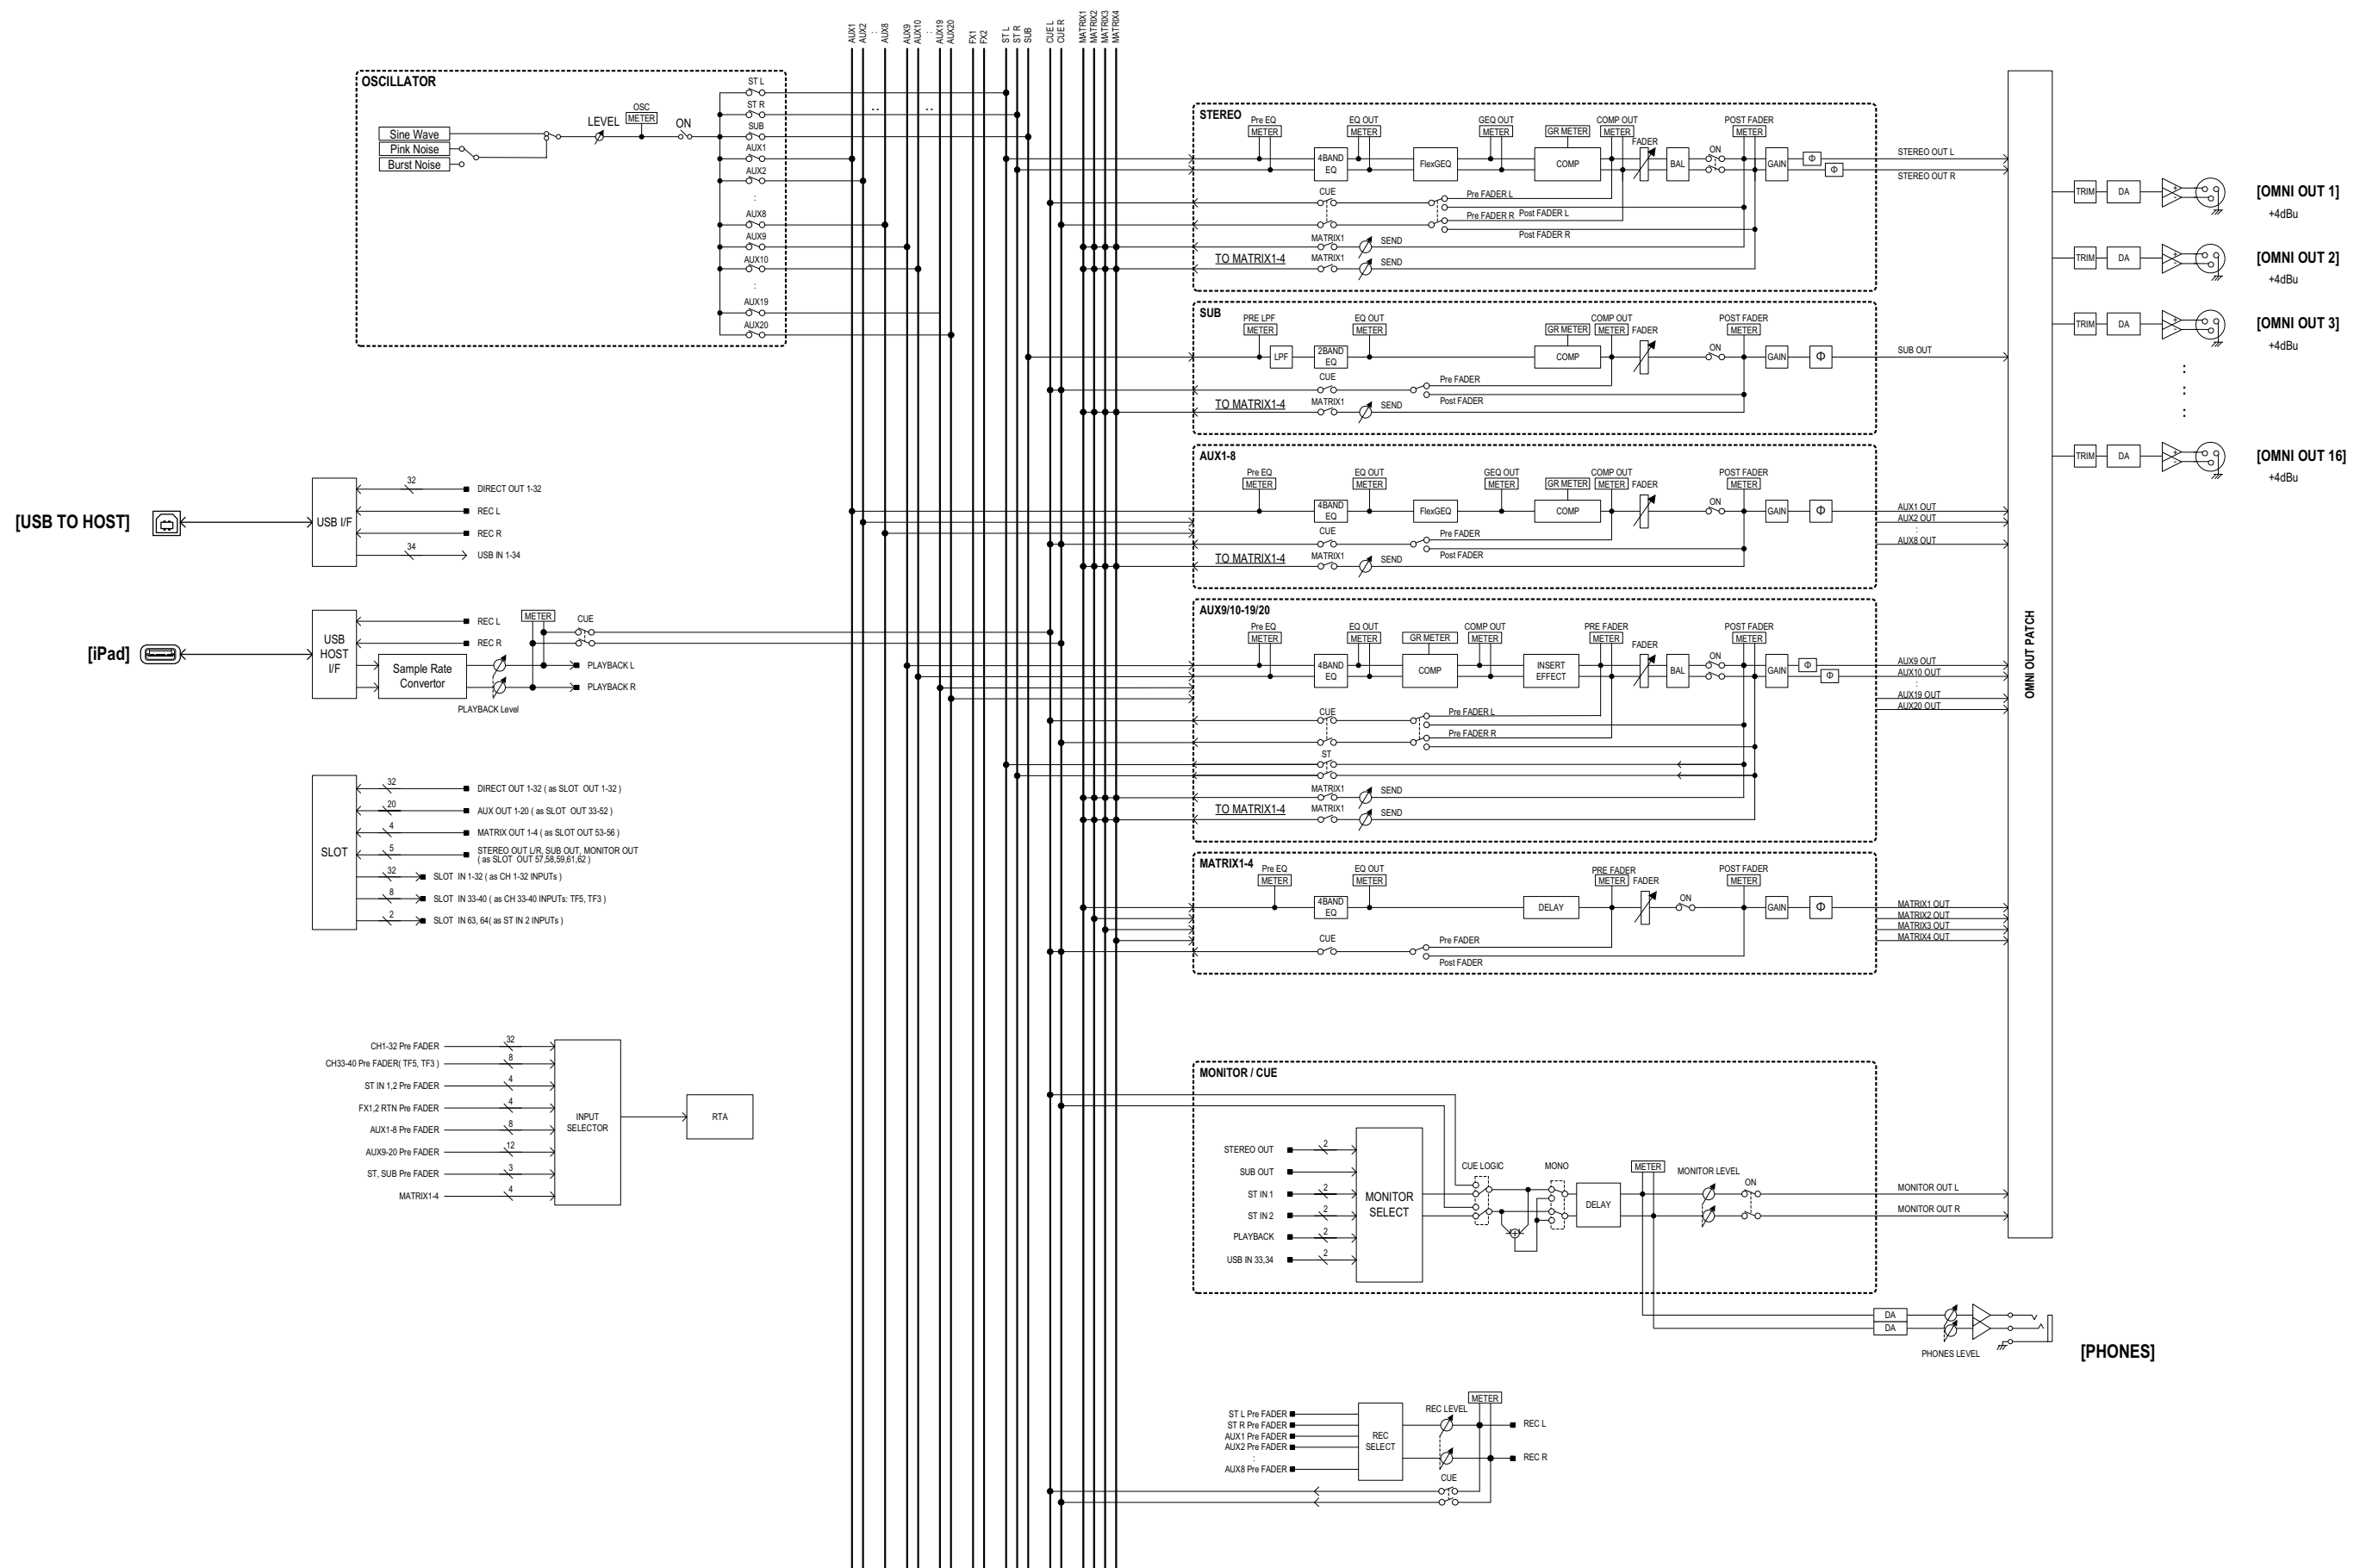 AUX1
AUX2
:
AUX8
AUX9
AUX10
:
AUX19
AUX20
FX1
FX2
ST L
ST R
SUB
CUE L
CUE R
MATRIX1
MATRIX2
MATRIX3
MATRIX4
OSCILLATOR
Sine Wave
Pink Noise
Burst Noise
LEVEL
OSC
METER
ON
ST L
ST R
SUB
AUX1
AUX2
:
AUX8
AUX9
AUX10
:
AUX19
AUX20
: :
: :
STEREO
Pre EQ
METER
EQ OUT
METER
GEQ OUT
METER
GR METER
COMP OUT
METER
FADER
POST FADER
METER
4BAND
EQ
FlexGEQ
COMP
BAL
ON
GAIN
Φ
Φ
STEREO OUT L
STEREO OUT R
CUE
Pre FADER L
Pre FADER R
Post FADER L
Post FADER R
MATRIX1
SEND
TO MATRIX1-4
MATRIX1
SEND
SUB
PRE LPF
METER
EQ OUT
METER
GR METER
COMP OUT
METER
FADER
POST FADER
METER
LPF
2BAND
EQ
COMP
ON
GAIN
Φ
SUB OUT
CUE
Pre FADER
Post FADER
TO MATRIX1-4
MATRIX1
SEND
AUX1-8
Pre EQ
METER
EQ OUT
METER
GEQ OUT
METER
GR METER
COMP OUT
METER
FADER
POST FADER
METER
4BAND
EQ
FlexGEQ
COMP
ON
GAIN
Φ
AUX1 OUT
AUX2 OUT
:
AUX8 OUT
CUE
Pre FADER
Post FADER
TO MATRIX1-4
MATRIX1
SEND
AUX9/10-19/20
Pre EQ
METER
EQ OUT
METER
GR METER
COMP OUT
METER
PRE FADER
METER
FADER
POST FADER
METER
4BAND
EQ
COMP
INSERT
EFFECT
BAL
ON
GAIN
Φ
Φ
AUX9 OUT
AUX10 OUT
:
AUX19 OUT
AUX20 OUT
CUE
Pre FADER L
Pre FADER R
ST
MATRIX1
SEND
TO MATRIX1-4
MATRIX1
SEND
MATRIX1-4
Pre EQ
METER
EQ OUT
METER
PRE FADER
METER
FADER
POST FADER
METER
4BAND
EQ
DELAY
ON
GAIN
Φ
MATRIX1 OUT
MATRIX2 OUT
MATRIX3 OUT
MATRIX4 OUT
CUE
Pre FADER
Post FADER
OMNI OUT PATCH
TRIM
DA
+
-
[OMNI OUT 1]
+4dBu
TRIM
DA
+
-
[OMNI OUT 2]
+4dBu
TRIM
DA
+
-
[OMNI OUT 3]
+4dBu
:
:
:
TRIM
DA
+
-
[OMNI OUT 16]
+4dBu
[USB TO HOST]
USB I/F
32
DIRECT OUT 1-32
REC L
REC R
34
USB IN 1-34
[iPad]
USB
HOST
I/F
REC L
REC R
Sample Rate
Convertor
METER
CUE
PLAYBACK L
PLAYBACK R
PLAYBACK Level
SLOT
32
DIRECT OUT 1-32 ( as SLOT OUT 1-32 )
20
AUX OUT 1-20 ( as SLOT OUT 33-52 )
4
MATRIX OUT 1-4 ( as SLOT OUT 53-56 )
5
STEREO OUT L/R, SUB OUT, MONITOR OUT
( as SLOT OUT 57,58,59,61,62 )
32
SLOT IN 1-32 ( as CH 1-32 INPUTs )
8
SLOT IN 33-40 ( as CH 33-40 INPUTs: TF5, TF3 )
2
SLOT IN 63, 64( as ST IN 2 INPUTs )
CH1-32 Pre FADER
32
CH33-40 Pre FADER( TF5, TF3 )
8
ST IN 1,2 Pre FADER
4
FX1,2 RTN Pre FADER
4
AUX1-8 Pre FADER
8
AUX9-20 Pre FADER
12
ST, SUB Pre FADER
3
MATRIX1-4
4
INPUT
SELECTOR
RTA
MONITOR / CUE
STEREO OUT
2
SUB OUT
ST IN 1
2
ST IN 2
2
PLAYBACK
2
USB IN 33,34
2
MONITOR
SELECT
CUE LOGIC
MONO
+
DELAY
METER
MONITOR LEVEL
ON
MONITOR OUT L
MONITOR OUT R
DA
DA
PHONES LEVEL
[PHONES]
ST L Pre FADER
ST R Pre FADER
AUX1 Pre FADER
AUX2 Pre FADER
:
AUX8 Pre FADER
REC
SELECT
REC LEVEL
METER
REC L
REC R
CUE